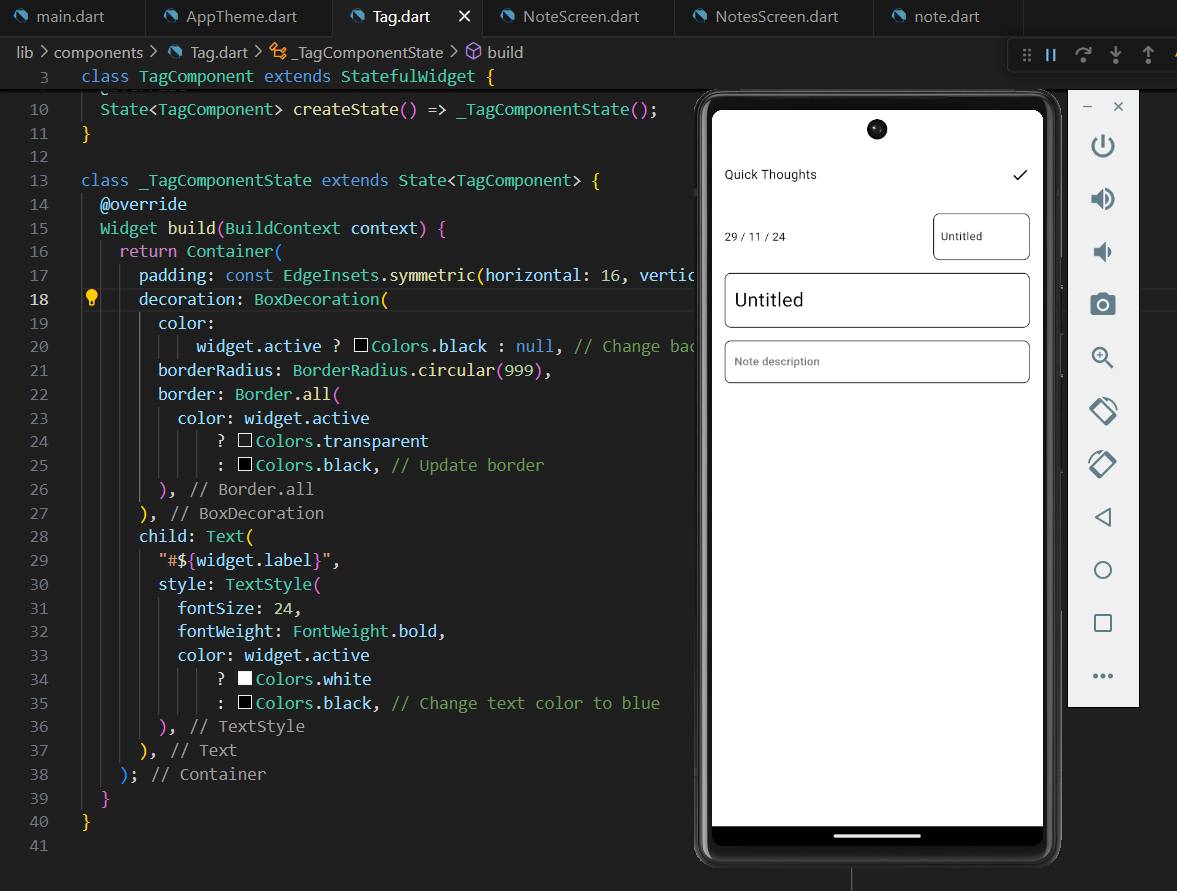 main.dart AppTheme.dart Tag.dart NoteScreen.dart NotesScreen.dart note.dart
lib > components > Tag.dart > _TagComponentState > build
3 class TagComponent extends StatefulWidget {
10 State<TagComponent> createState() => _TagComponentState();
11 }
12
13 class _TagComponentState extends State<TagComponent> {
14 @override
15 Widget build(BuildContext context) {
16 return Container(
17 padding: const EdgeInsets.symmetric(horizontal: 16, vertic
18 decoration: BoxDecoration(
19 color:
20 widget.active ? Colors.black : null, // Change bac
21 borderRadius: BorderRadius.circular(999),
22 border: Border.all(
23 color: widget.active
24 ? Colors.transparent
25 : Colors.black, // Update border
26 ), // Border.all
27 ), // BoxDecoration
28 child: Text(
29 "#${widget.label}",
30 style: TextStyle(
31 fontSize: 24,
32 fontWeight: FontWeight.bold,
33 color: widget.active
34 ? Colors.white
35 : Colors.black, // Change text color to blue
36 ), // TextStyle
37 ), // Text
38 ); // Container
39 }
40 }
41
Quick Thoughts
29 / 11 / 24 Untitled
Untitled
Note description